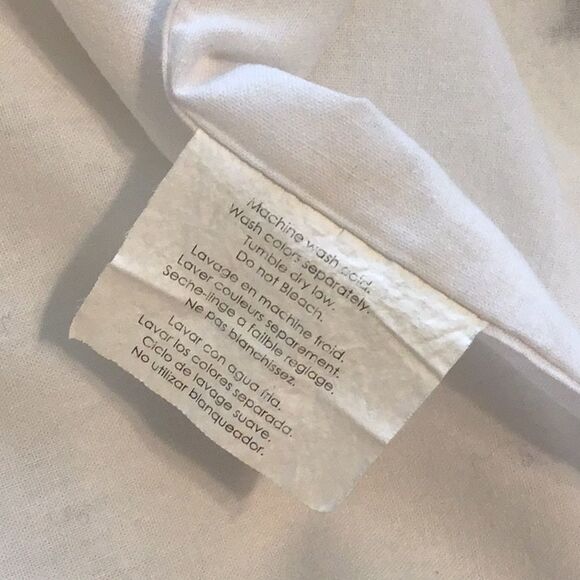 Machine wash cold.
Wash colors separately.
Tumble dry low.
Do not Bleach.
Lavage en machine froid.
Laver couleurs separement.
Seche-linge a failble reglage.
Ne pas blanchissez.
Lavar con agua fria.
Lavar los colores separada.
Ciclo de lavage suave.
No utilizar blanqueador.